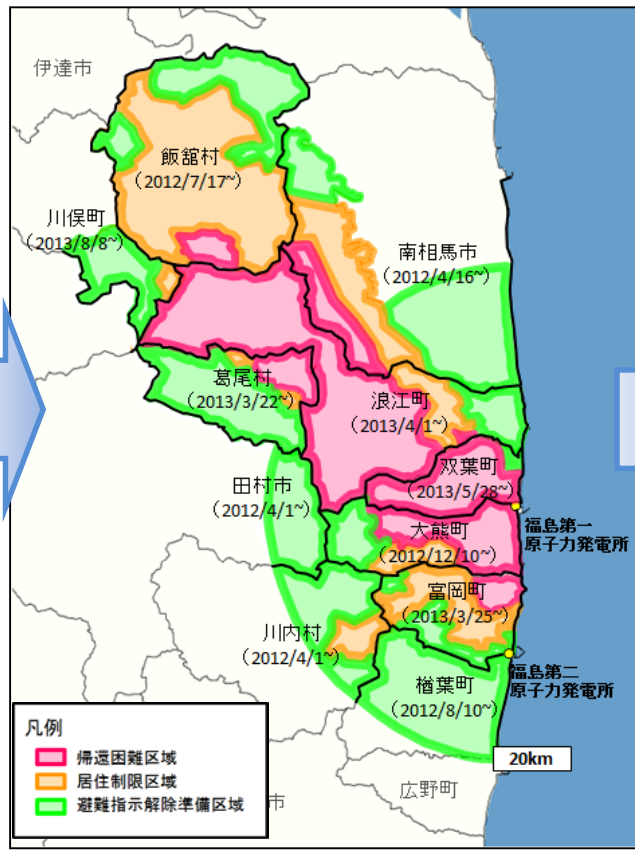 伊達市
飯舘村
（2012/7/17~）
川俣町
（2013/8/8~）
南相馬市
（2012/4/16~）
葛尾村
（2013/3/22~）
浪江町
（2013/4/1~）
双葉町
（2013/5/28~）
田村市
（2012/4/1~）
大熊町
（2012/12/10~）
福島第一
原子力発電所
富岡町
（2013/3/25~）
川内村
（2012/4/1~）
福島第二
原子力発電所
楢葉町
（2012/8/10~）
20km
広野町
市
凡例
帰還困難区域
居住制限区域
避難指示解除準備区域